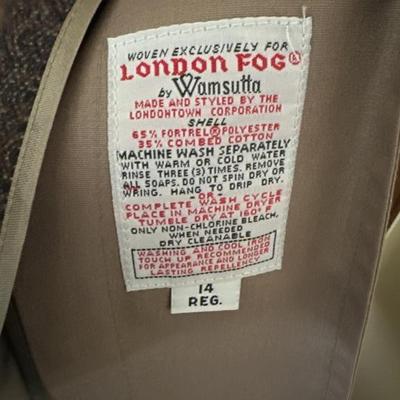 WOVEN EXCLUSIVELY FOR
LONDON FOG®
by Wamsutta
MADE AND STYLED BY THE
LONDONTOWN CORPORATION
SHELL
65% FORTREL® POLYESTER
35% COMBED COTTON
MACHINE WASH SEPARATELY
WITH WARM OR COLD WATER
RINSE THREE (3) TIMES. REMOVE
ALL SOAPS. DO NOT SPIN DRY OR
WRING. HANG TO DRIP DRY.
-OR-
COMPLETE WASH CYCLE
PLACE IN MACHINE DRYER
TUMBLE DRY AT 160° F
ONLY NON-CHLORINE BLEACH,
WHEN NEEDED
DRY CLEANABLE
WASHING AND COOL IRON
TOUCH UP RECOMMENDED
FOR APPEARANCE AND LONGER
LASTING REPELLENCY
14
REG.